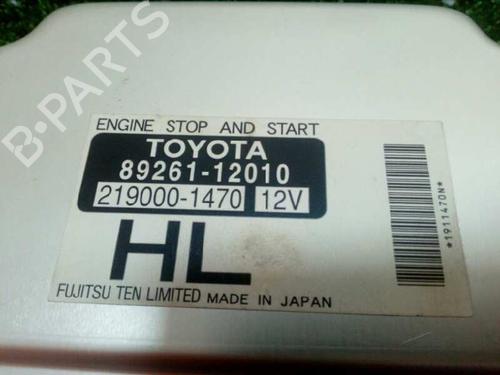 B-PARTS
ENGINE STOP AND START
TOYOTA
89261-12010
219000-1470 12V
HL
FUJITSU TEN LIMITED MADE IN JAPAN
*1911470N*